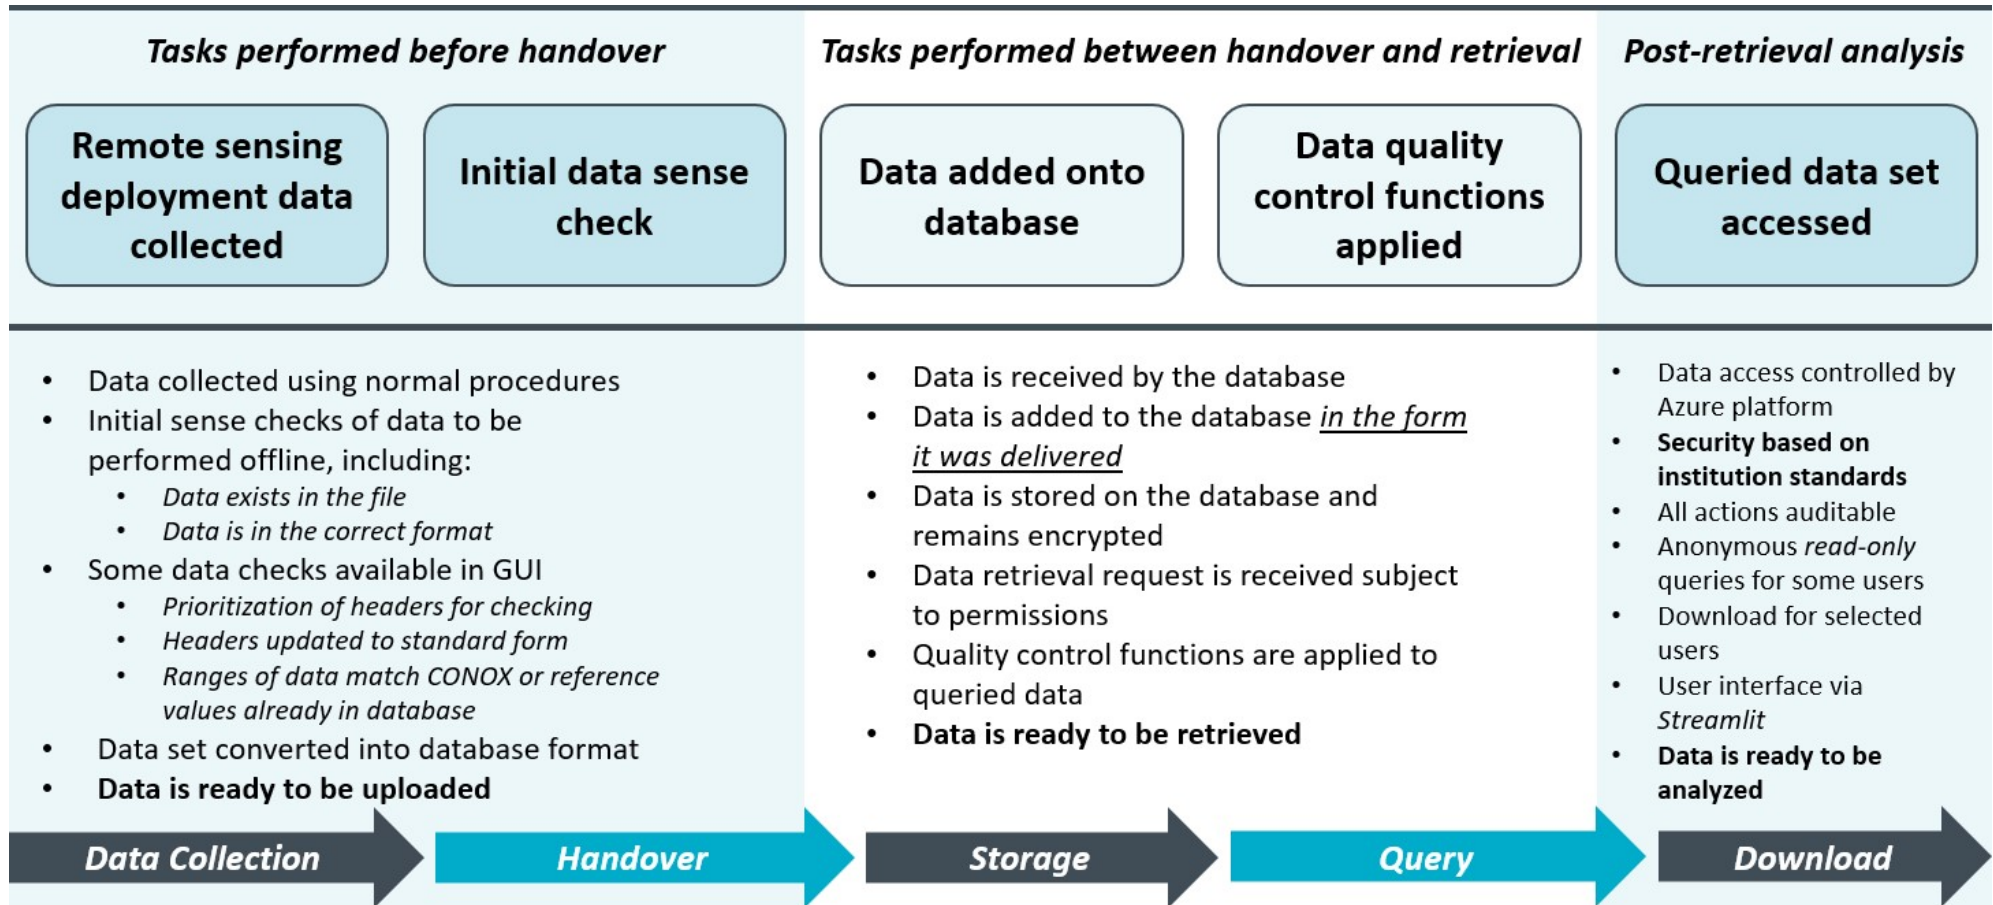 Tasks performed before handover
Tasks performed between handover and retrieval
Post-retrieval analysis
Remote sensing
deployment data
collected
Initial data sense
check
Data added onto
database
Data quality
control functions
applied
Queried data set
accessed
• Data collected using normal procedures
• Initial sense checks of data to be
performed offline, including:
• Data exists in the file
• Data is in the correct format
• Some data checks available in GUI
• Prioritization of headers for checking
• Headers updated to standard form
• Ranges of data match CONOX or reference
values already in database
• Data set converted into database format
• Data is ready to be uploaded
• Data is received by the database
• Data is added to the database in the form
it was delivered
• Data is stored on the database and
remains encrypted
• Data retrieval request is received subject
to permissions
• Quality control functions are applied to
queried data
• Data is ready to be retrieved
• Data access controlled by
Azure platform
• Security based on
institution standards
• All actions auditable
• Anonymous read-only
queries for some users
• Download for selected
users
• User interface via
Streamlit
• Data is ready to be
analyzed
Data Collection
Handover
Storage
Query
Download